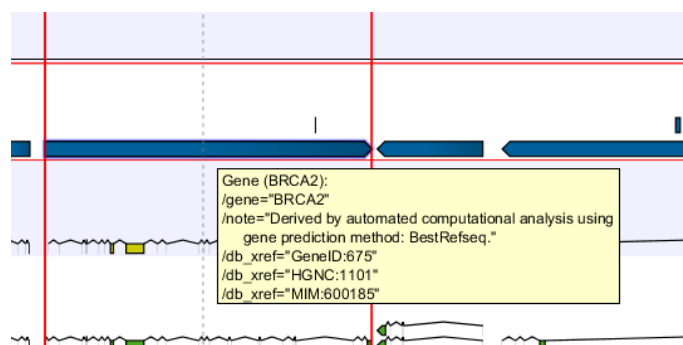 Gene (BRCA2):
/gene="BRCA2"
/note="Derived by automated computational analysis using
gene prediction method: BestRefseq."
/db_xref="GeneID:675"
/db_xref="HGNC:1101"
/db_xref="MIM:600185"